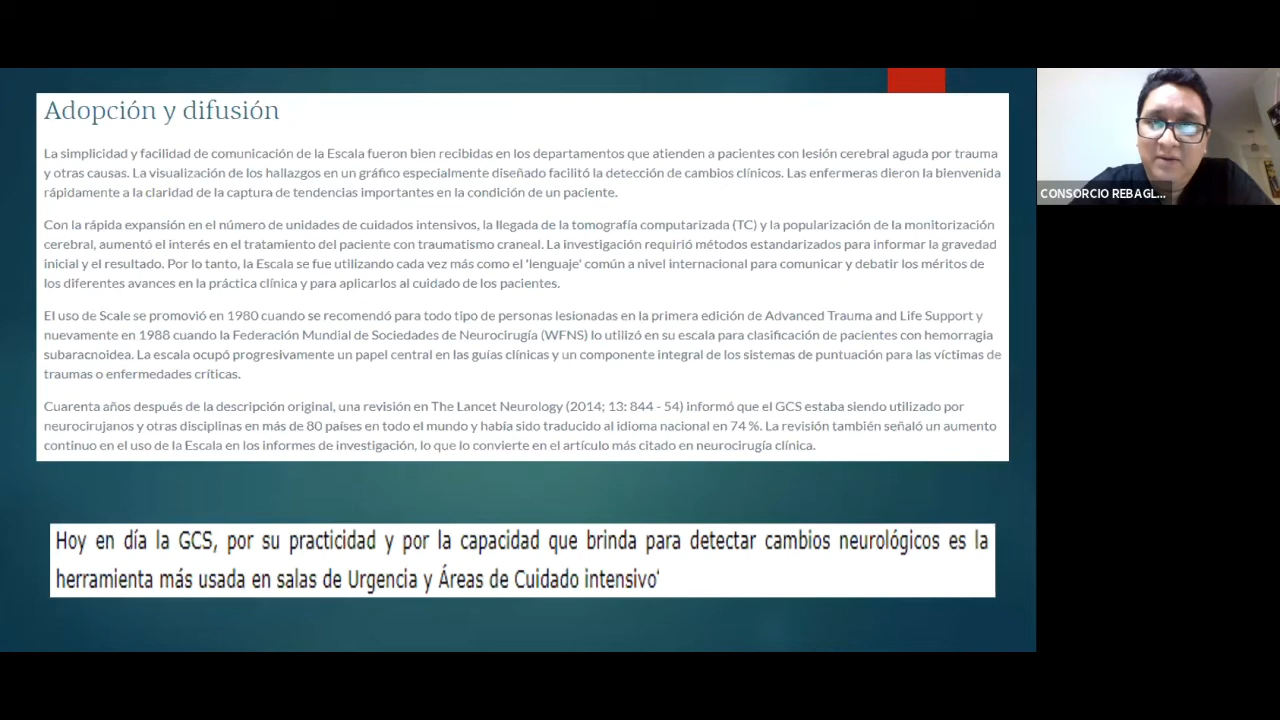 Adopción y difusión
La simplicidad y facilidad de comunicación de la Escala fueron bien recibidas en los departamentos que atienden a pacientes con lesión cerebral aguda por trauma
y otras causas. La visualización de los hallazgos en un gráfico especialmente diseñado facilitó la detección de cambios clínicos. Las enfermeras dieron la bienvenida
rápidamente a la claridad de la captura de tendencias importantes en la condición de un paciente.
Con la rápida expansión en el número de unidades de cuidados intensivos, la llegada de la tomografía computarizada (TC) y la popularización de la monitorización
cerebral, aumentó el interés en el tratamiento del paciente con traumatismo craneal. La investigación requirió métodos estandarizados para informar la gravedad
inicial y el resultado. Por lo tanto, la Escala se fue utilizando cada vez más como el 'lenguaje' común a nivel internacional para comunicar y debatir los méritos de
los diferentes avances en la práctica clínica y para aplicarlos al cuidado de los pacientes.
El uso de Scale se promovió en 1980 cuando se recomendó para todo tipo de personas lesionadas en la primera edición de Advanced Trauma and Life Support y
nuevamente en 1988 cuando la Federación Mundial de Sociedades de Neurocirugía (WFNS) lo utilizó en su escala para clasificación de pacientes con hemorragia
subaracnoidea. La escala ocupó progresivamente un papel central en las guías clínicas y un componente integral de los sistemas de puntuación para las víctimas de
traumas o enfermedades críticas.
Cuarenta años después de la descripción original, una revisión en The Lancet Neurology (2014; 13: 844 - 54) informó que el GCS estaba siendo utilizado por
neurocirujanos y otras disciplinas en más de 80 países en todo el mundo y había sido traducido al idioma nacional en 74 %. La revisión también señaló un aumento
continuo en el uso de la Escala en los informes de investigación, lo que lo convierte en el artículo más citado en neurocirugía clínica.
Hoy en día la GCS, por su practicidad y por la capacidad que brinda para detectar cambios neurológicos es la
herramienta más usada en salas de Urgencia y Áreas de Cuidado intensivo'
CONSORCIO REBAGL...